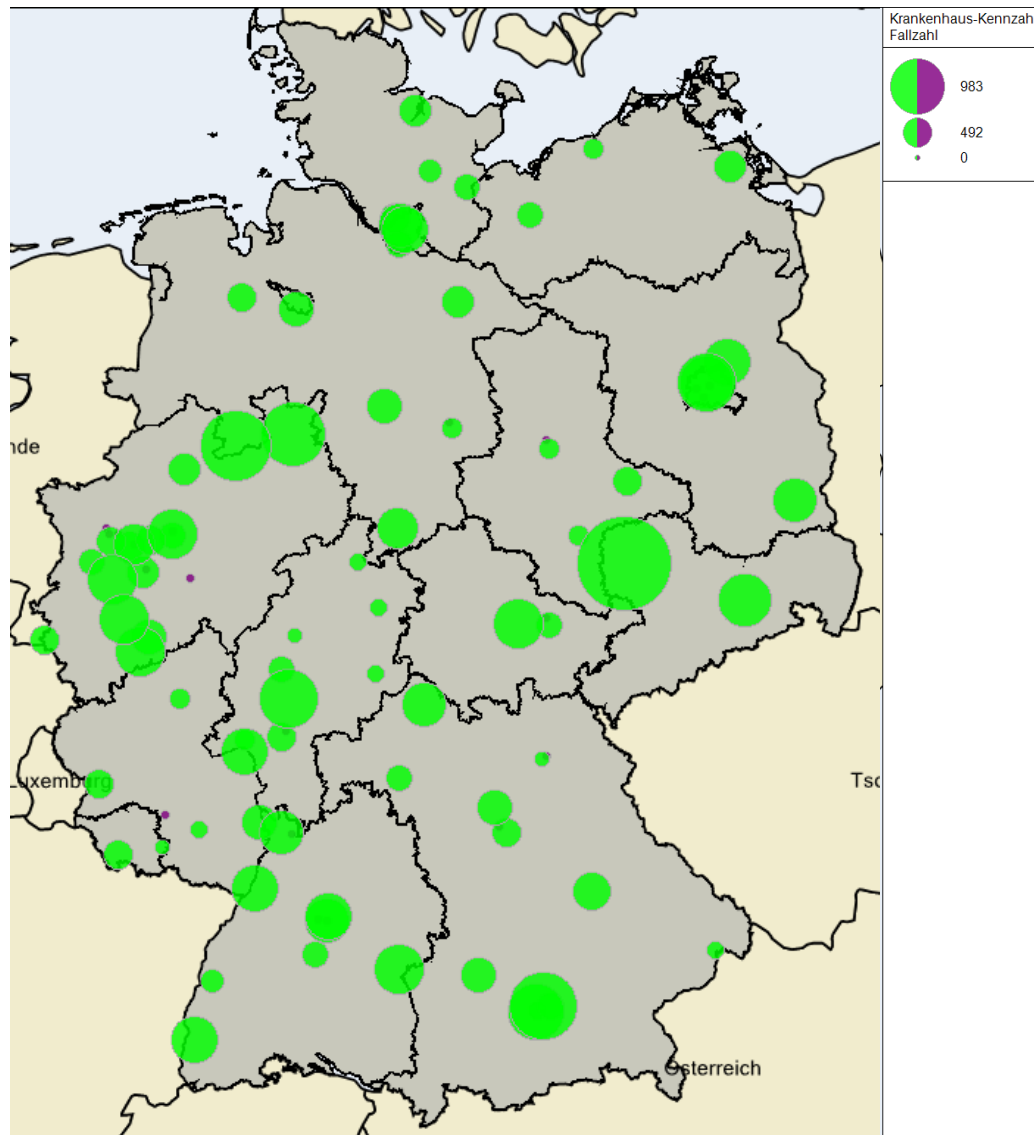 Krankenhaus-Kennzah
Fallzahl
983
492
0
nde
Luxemburg
Tsc
Österreich